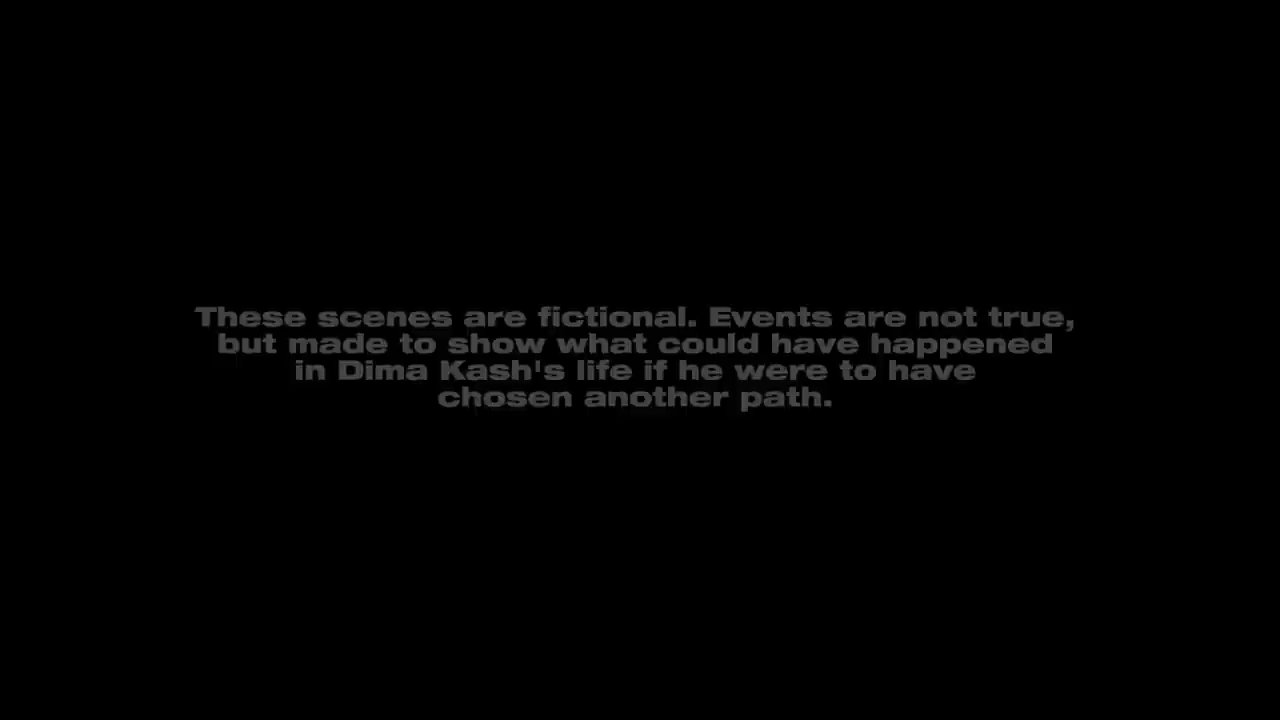 These scenes are fictional. Events are not true,
but made to show what could have happened
in Dima Kash's life if he were to have
chosen another path.